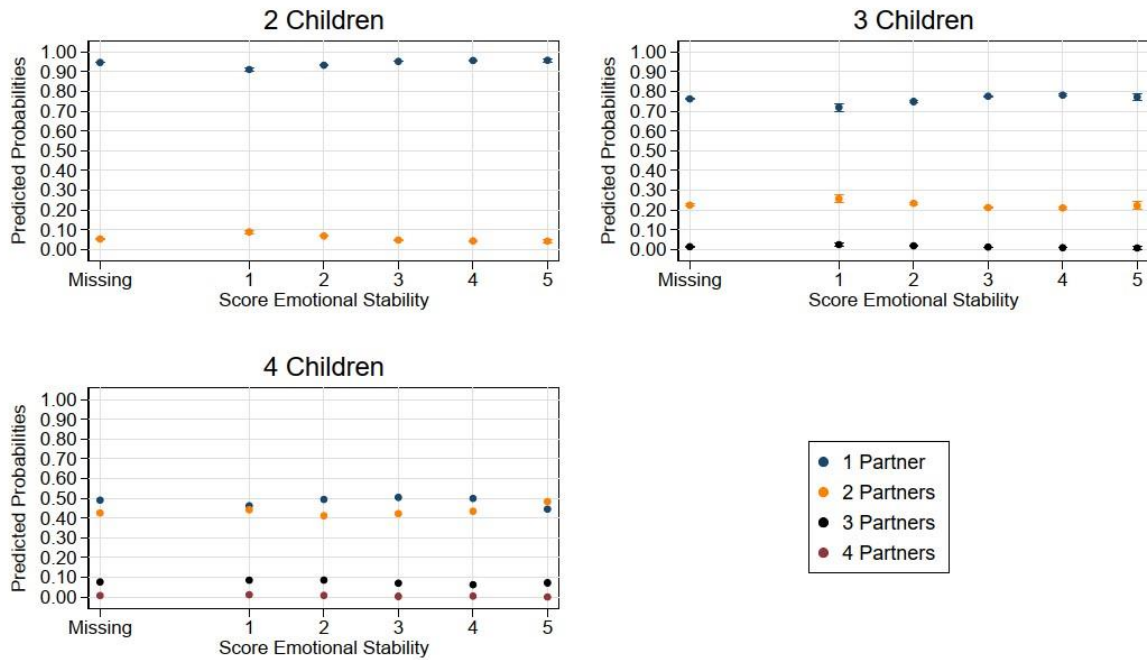 2 Children
Predicted Probabilities
1.00
0.90
0.80
0.70
0.60
0.50
0.40
0.30
0.20
0.10
0.00
Missing 1 2 3 4 5
Score Emotional Stability
3 Children
Predicted Probabilities
1.00
0.90
0.80
0.70
0.60
0.50
0.40
0.30
0.20
0.10
0.00
Missing 1 2 3 4 5
Score Emotional Stability
4 Children
Predicted Probabilities
1.00
0.90
0.80
0.70
0.60
0.50
0.40
0.30
0.20
0.10
0.00
Missing 1 2 3 4 5
Score Emotional Stability
1 Partner
2 Partners
3 Partners
4 Partners